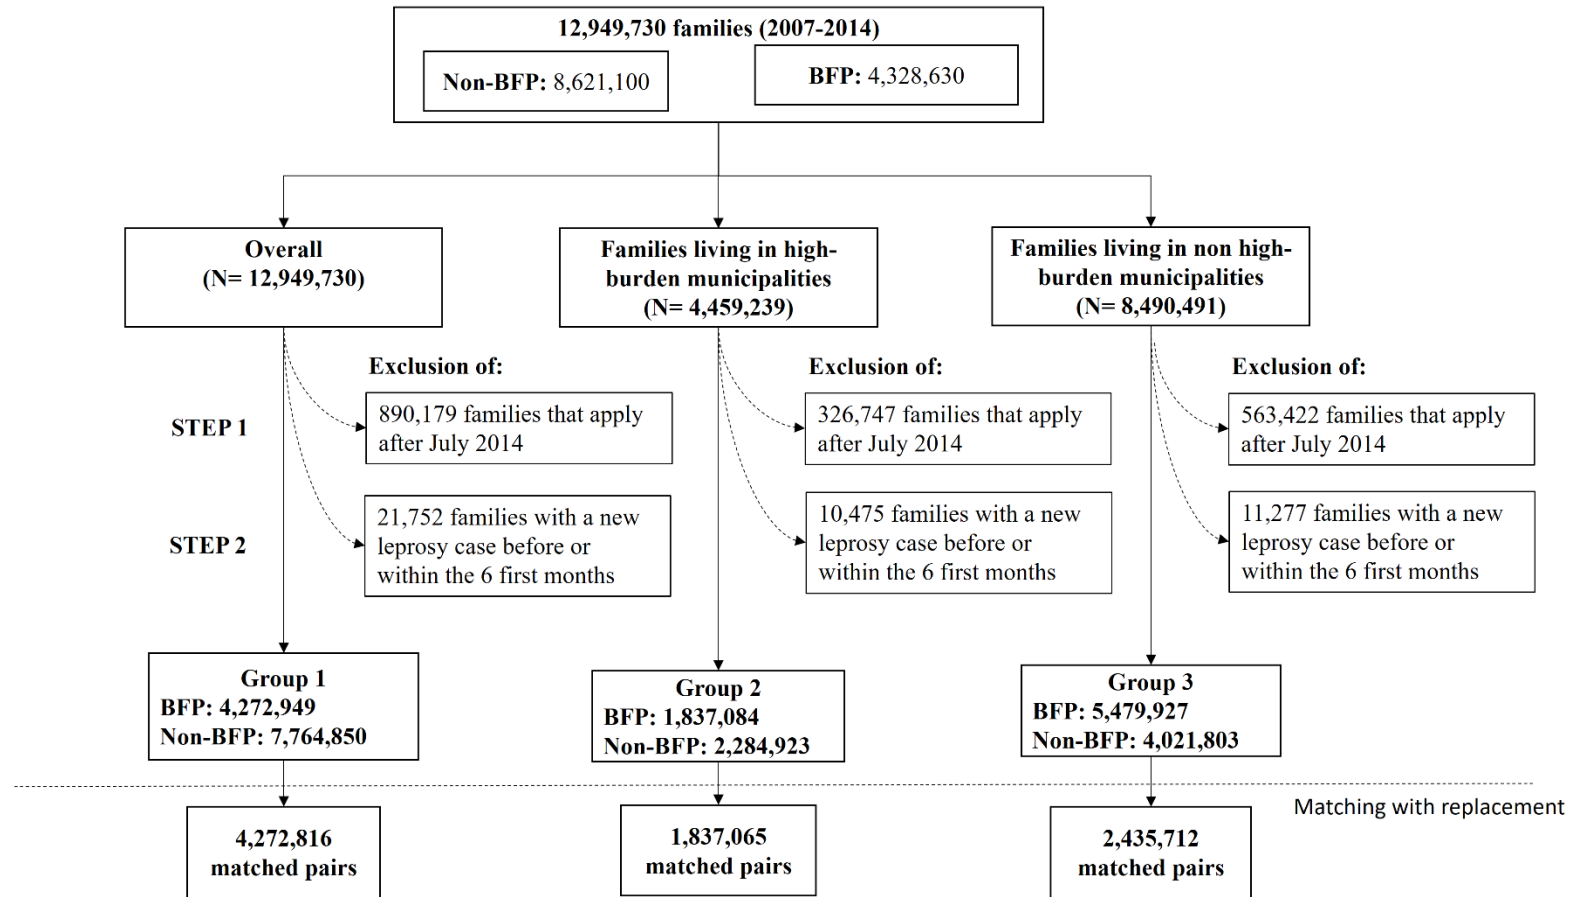 12,949,730 families (2007-2014)
Non-BFP: 8,621,100
BFP: 4,328,630
Overall
(N= 12,949,730)
Families living in high-
burden municipalities
(N= 4,459,239)
Families living in non high-
burden municipalities
(N= 8,490,491)
Exclusion of:
Exclusion of:
Exclusion of:
STEP 1
890,179 families that apply
after July 2014
326,747 families that apply
after July 2014
563,422 families that apply
after July 2014
STEP 2
21,752 families with a new
leprosy case before or
within the 6 first months
10,475 families with a new
leprosy case before or
within the 6 first months
11,277 families with a new
leprosy case before or
within the 6 first months
Group 1
BFP: 4,272,949
Non-BFP: 7,764,850
Group 2
BFP: 1,837,084
Non-BFP: 2,284,923
Group 3
BFP: 5,479,927
Non-BFP: 4,021,803
Matching with replacement
4,272,816
matched pairs
1,837,065
matched pairs
2,435,712
matched pairs